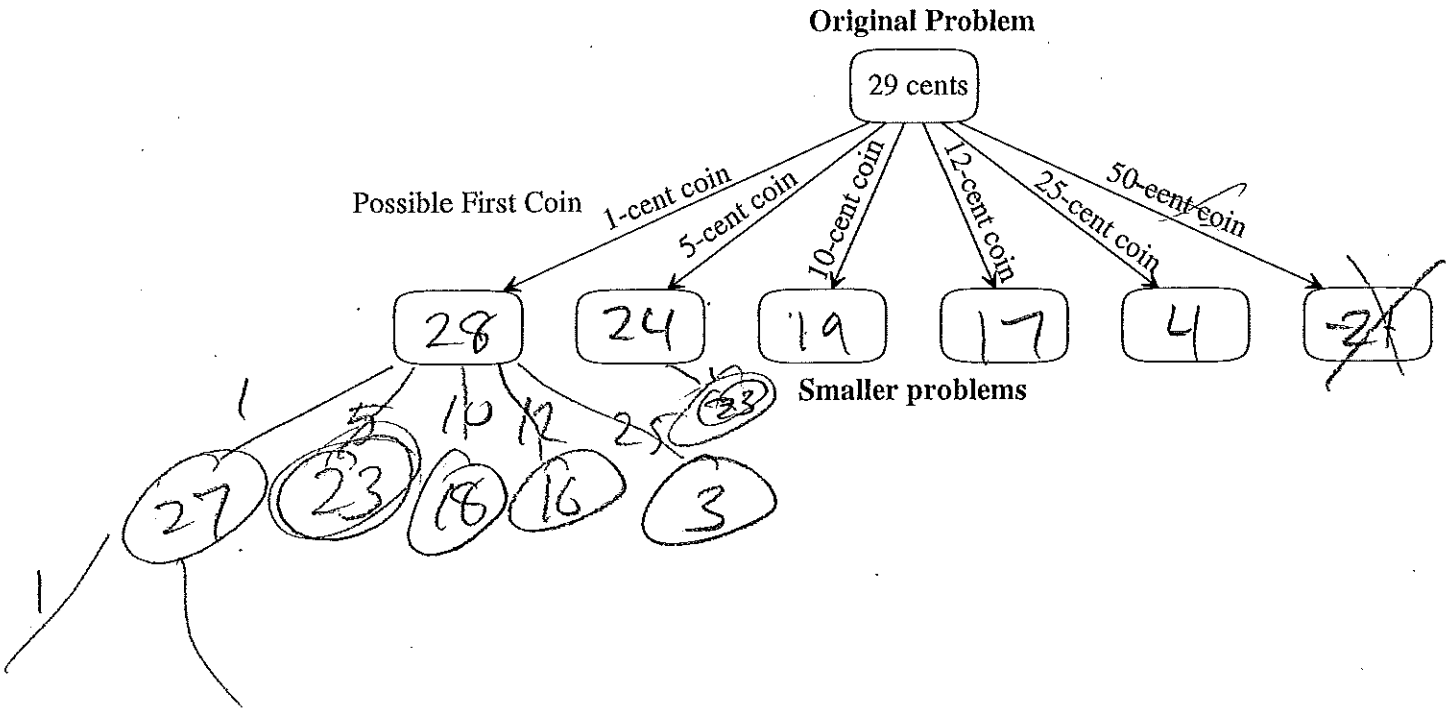 Original Problem
29 cents
Possible First Coin
1-cent coin
5-cent coin
10-cent coin
12-cent coin
25-cent coin
50-cent coin
28
24
19
17
4
-21
Smaller problems
1
5
10
12
25
23
27
23
18
16
3
1